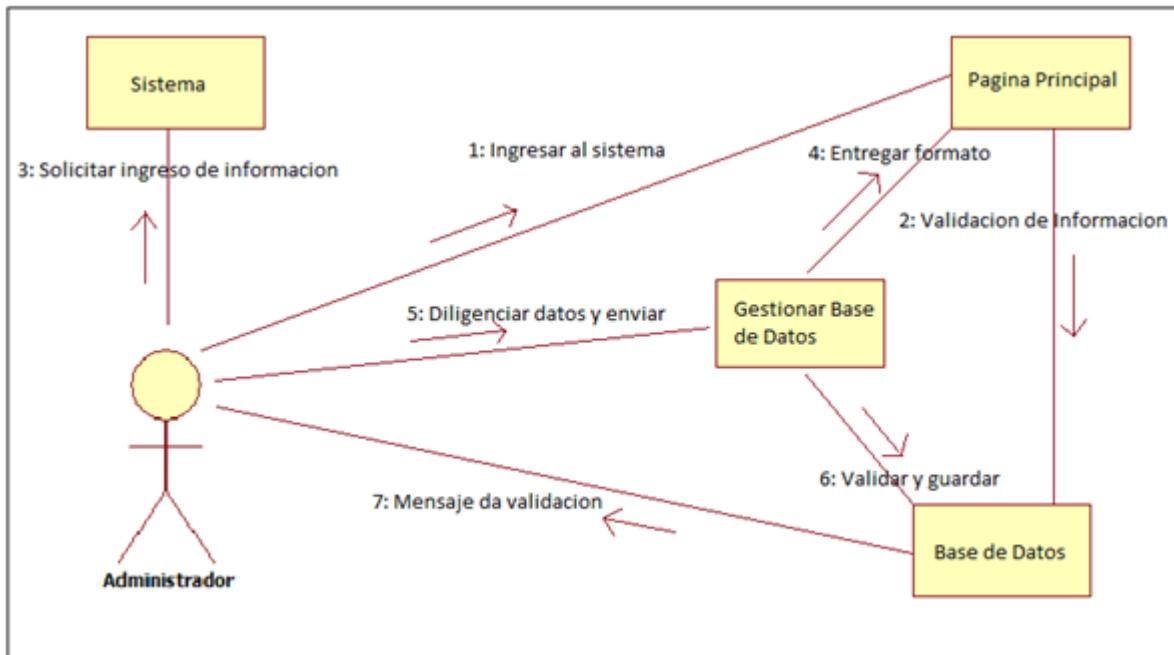 Sistema
Pagina Principal
1: Ingresar al sistema
4: Entregar formato
3: Solicitar ingreso de informacion
2: Validacion de Informacion
5: Diligenciar datos y enviar
Gestionar Base
de Datos
6: Validar y guardar
7: Mensaje da validacion
Base de Datos
Administrador